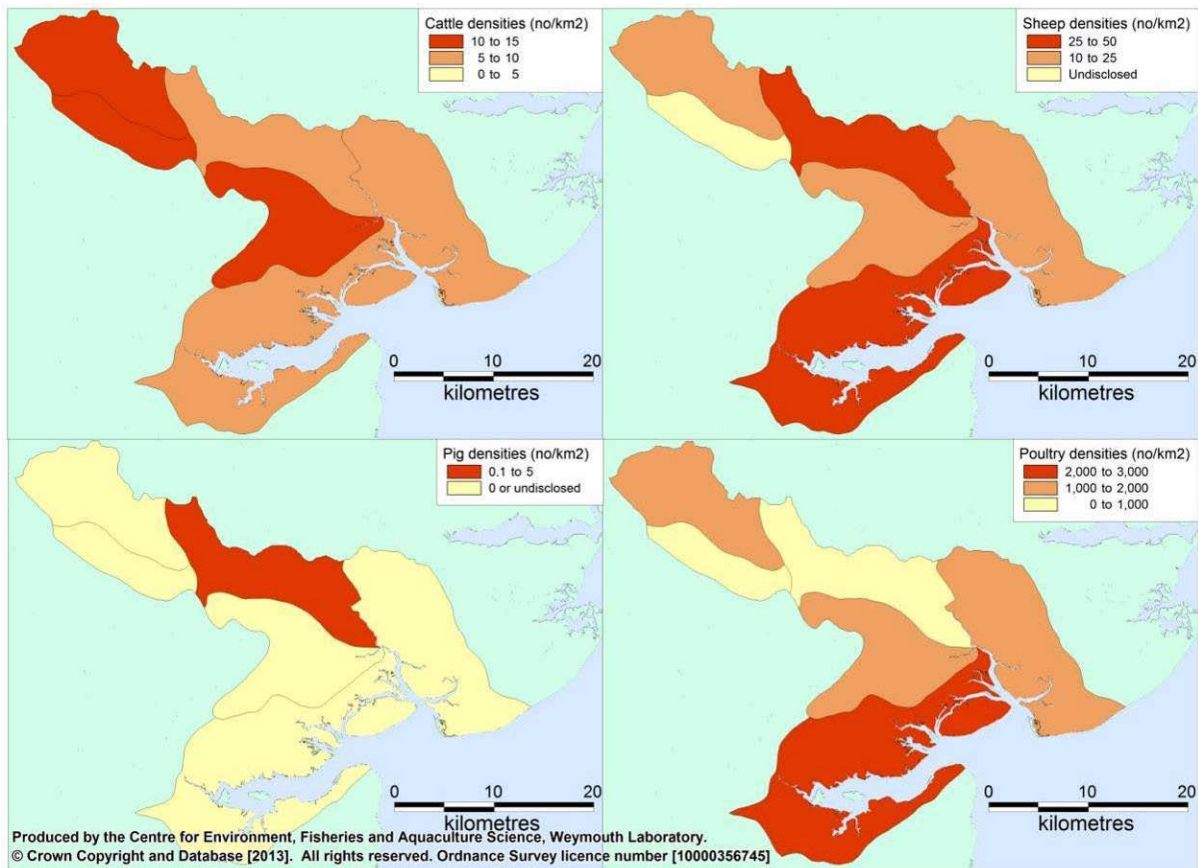 Cattle densities (no/km2)
10 to 15
5 to 10
0 to 5
0 10 20
kilometres
Sheep densities (no/km2)
25 to 50
10 to 25
Undisclosed
0 10 20
kilometres
Pig densities (no/km2)
0.1 to 5
0 or undisclosed
0 10 20
kilometres
Poultry densities (no/km2)
2,000 to 3,000
1,000 to 2,000
0 to 1,000
0 10 20
kilometres
Produced by the Centre for Environment, Fisheries and Aquaculture Science, Weymouth Laboratory.
© Crown Copyright and Database [2013]. All rights reserved. Ordnance Survey licence number [10000356745]